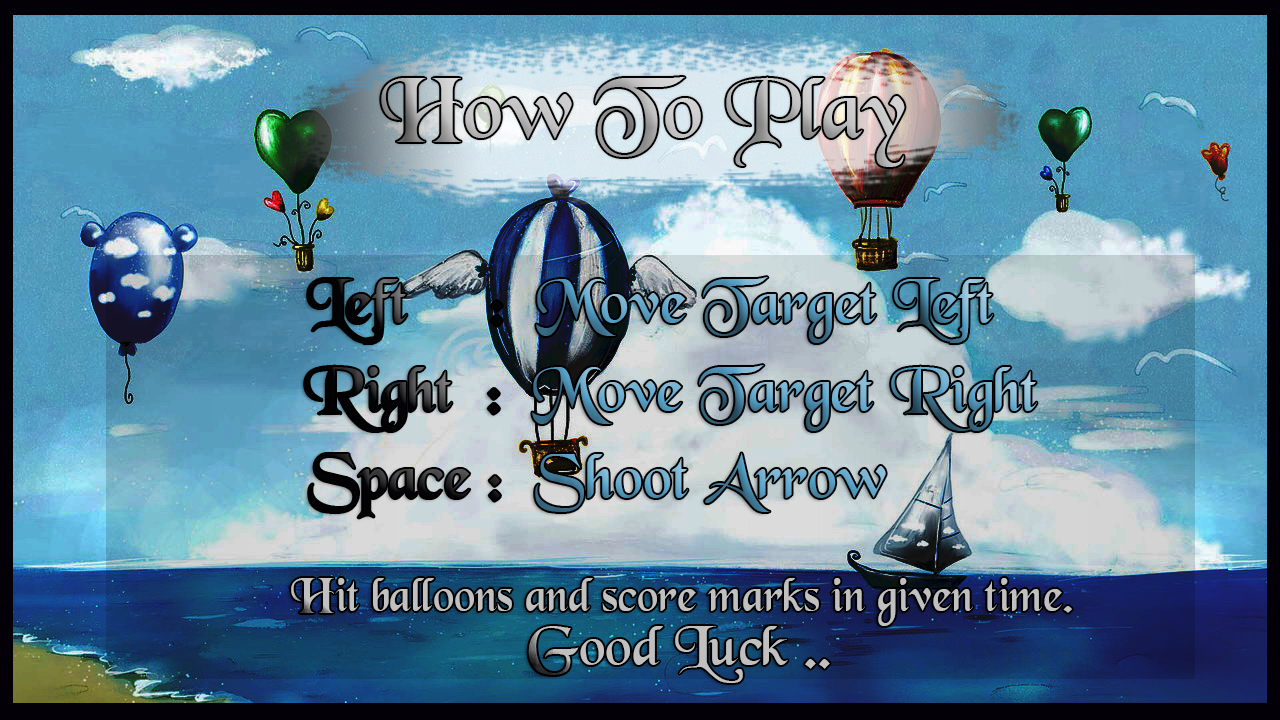 How To Play
Left : Move Target Left
Right : Move Target Right
Space : Shoot Arrow
Hit balloons and score marks in given time.
Good Luck ..